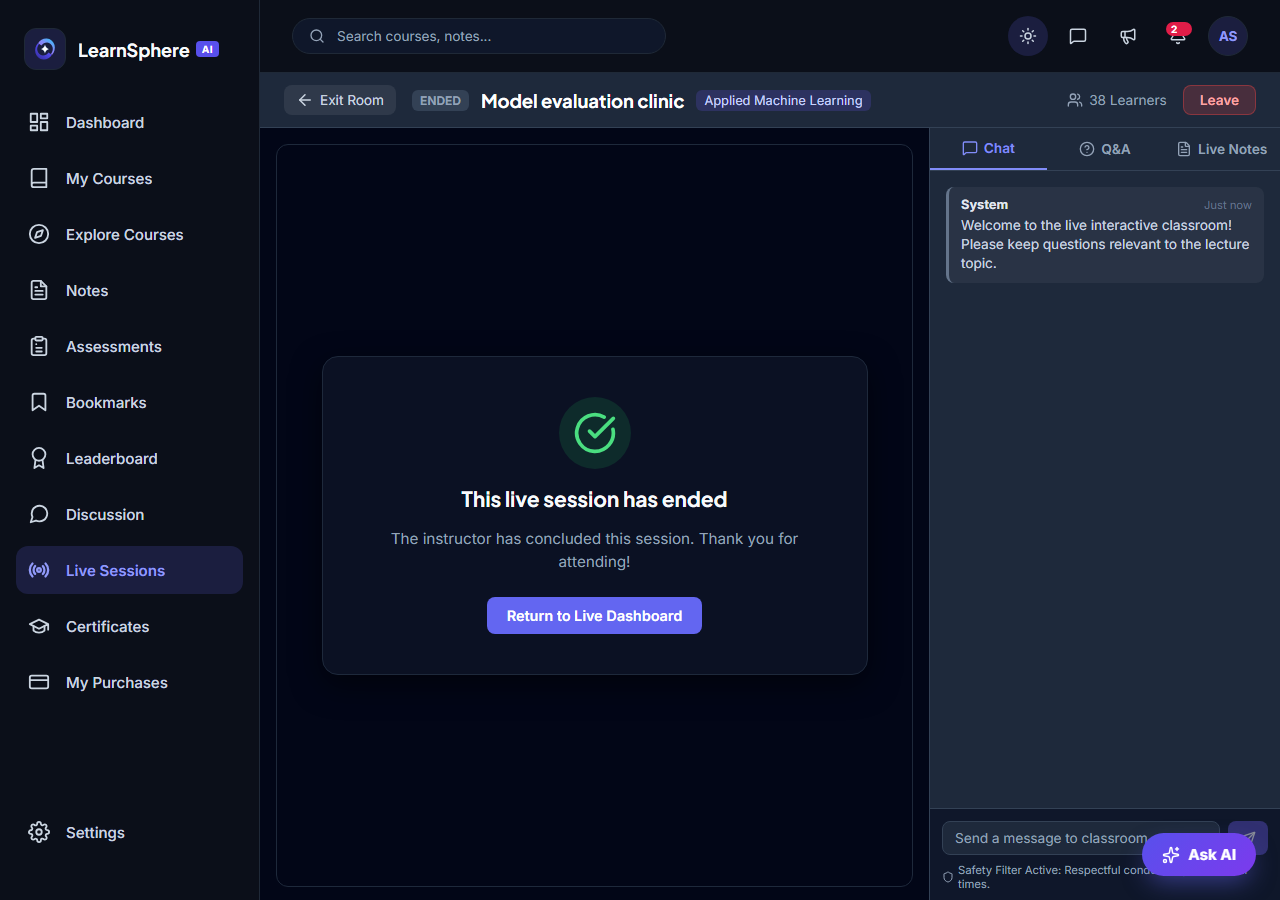 LearnSphere AI
Search courses, notes...
2
AS
Exit Room
ENDED
Model evaluation clinic
Applied Machine Learning
38 Learners
Leave
Dashboard
My Courses
Explore Courses
Notes
Assessments
Bookmarks
Leaderboard
Discussion
Live Sessions
Certificates
My Purchases
Settings
This live session has ended
The instructor has concluded this session. Thank you for
attending!
Return to Live Dashboard
Chat
Q&A
Live Notes
System
Just now
Welcome to the live interactive classroom!
Please keep questions relevant to the lecture
topic.
Send a message to classroom
Ask AI
Safety Filter Active: Respectful
times.